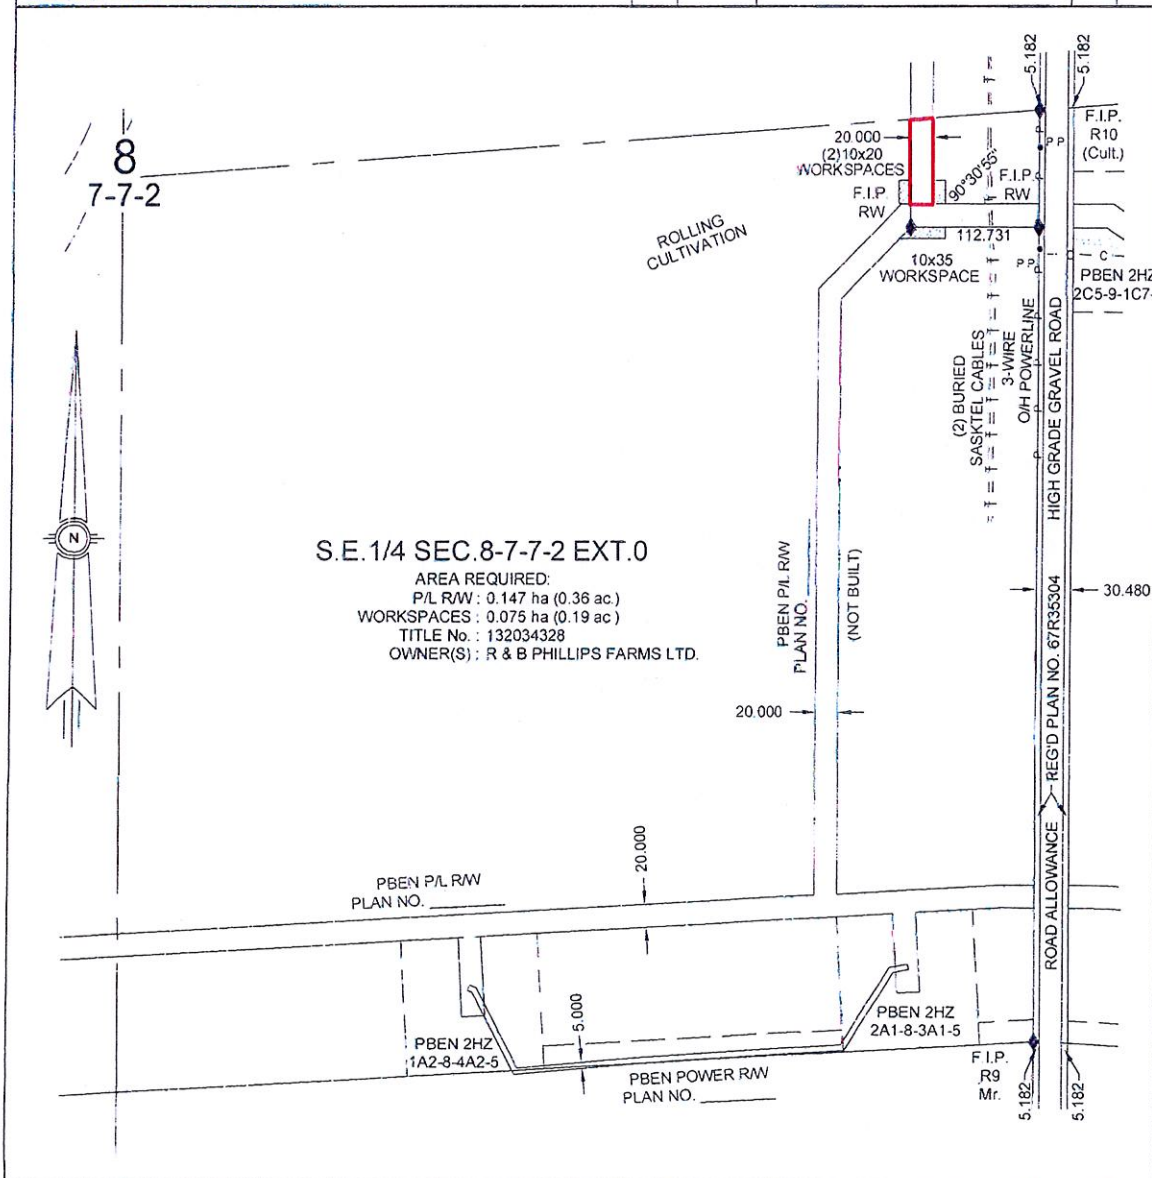 5.182
5.182
8
7-7-2
20.000
(2)10x20
WORKSPACES
F.I.P.
RW
90°30'55"
F.I.P.
RW
P P
F.I.P.
R10
(Cult.)
ROLLING
CULTIVATION
112.731
10x35
WORKSPACE
P P
C
PBEN 2HZ
2C5-9-1C7-
(2) BURIED
SASKTEL CABLES
3-WIRE
O/H POWERLINE
HIGH GRADE GRAVEL ROAD
N
S.E.1/4 SEC.8-7-7-2 EXT.0
AREA REQUIRED:
P/L R/W : 0.147 ha (0.36 ac.)
WORKSPACES : 0.075 ha (0.19 ac )
TITLE No. : 132034328
OWNER(S) : R & B PHILLIPS FARMS LTD.
PBEN P/L R/W
PLAN NO. ________
(NOT BUILT)
30.480
20.000
ROAD ALLOWANCE
REG'D PLAN NO. 67R35304
20.000
PBEN P/L R/W
PLAN NO. ________
5.000
PBEN 2HZ
1A2-8-4A2-5
PBEN 2HZ
2A1-8-3A1-5
PBEN POWER R/W
PLAN NO. ________
F.I.P.
R9
Mr.
5.182
5.182